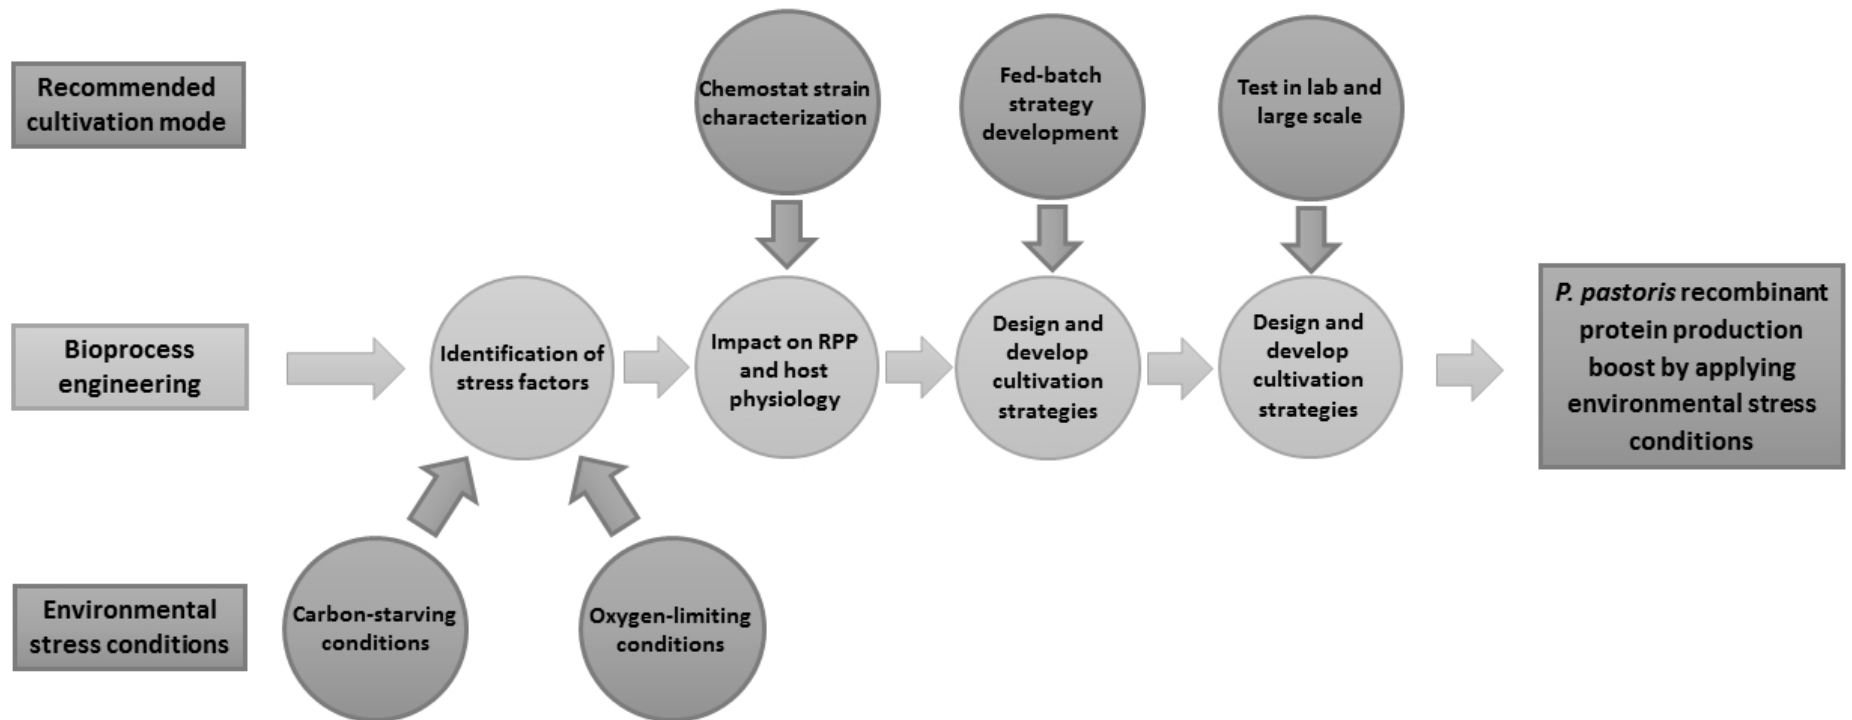 Recommended
cultivation mode
Chemostat strain
characterization
Fed-batch
strategy
development
Test in lab and
large scale
Bioprocess
engineering
Identification of
stress factors
Impact on RPP
and host
physiology
Design and
develop
cultivation
strategies
Design and
develop
cultivation
strategies
P. pastoris recombinant
protein production
boost by applying
environmental stress
conditions
Environmental
stress conditions
Carbon-starving
conditions
Oxygen-limiting
conditions